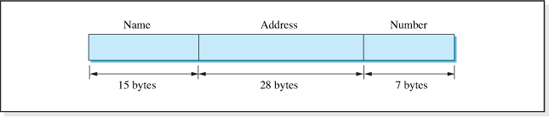 Name Address Number
15 bytes 28 bytes 7 bytes